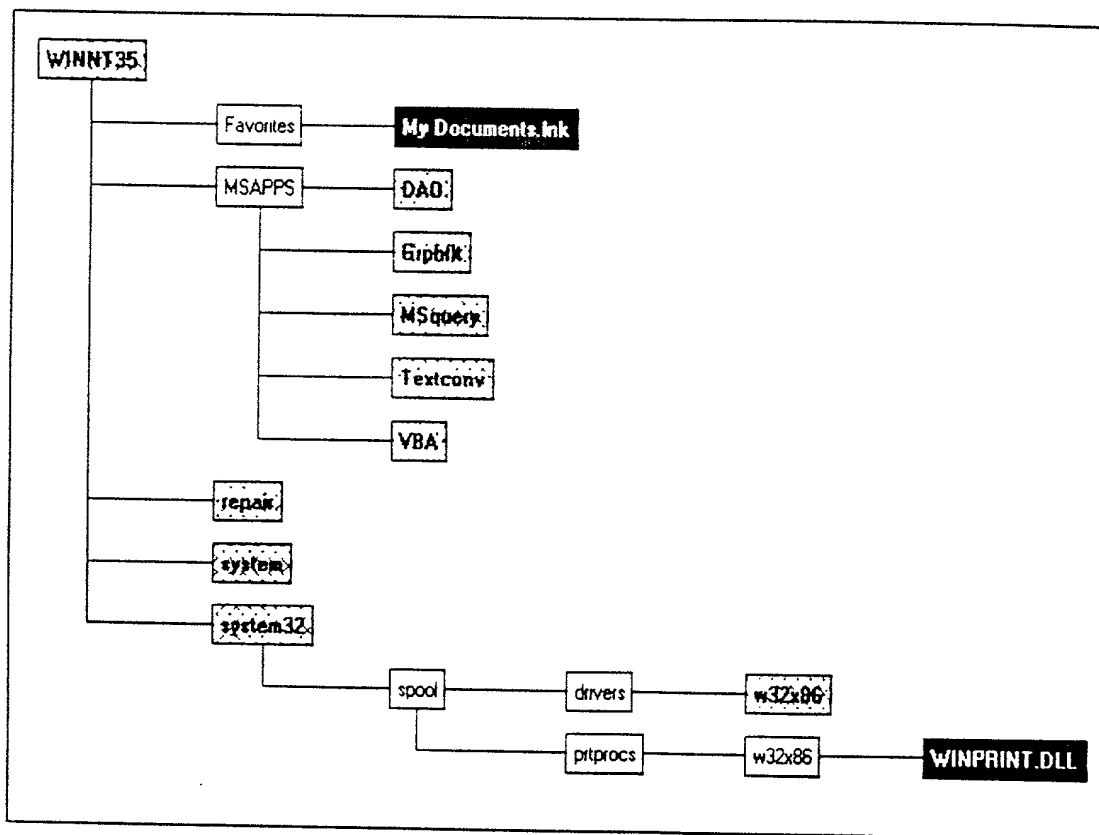 WINNT35
Favorites
My Documents.lnk
MSAPPS
DAO
Grpbflt
MSquery
Textconv
VBA
repair
system
system32
spool
drivers
w32x86
prtprocs
w32x86
WINPRINT.DLL